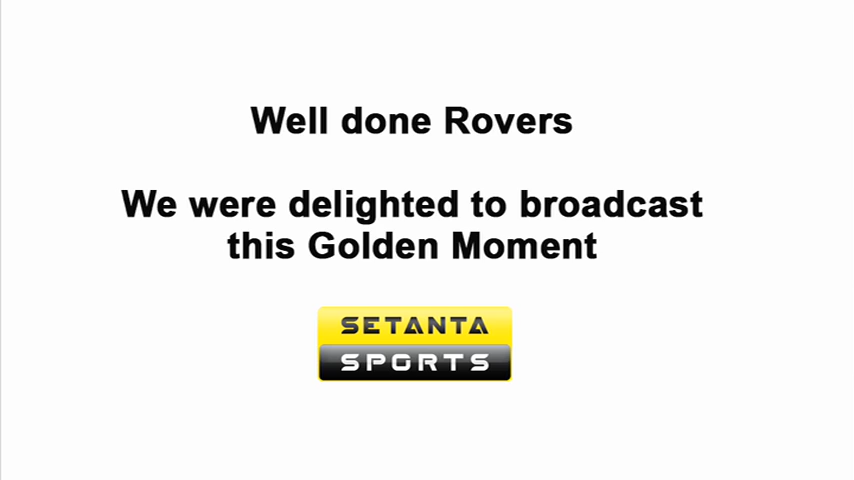 Well done Rovers
We were delighted to broadcast
this Golden Moment
SETANTA
SPORTS